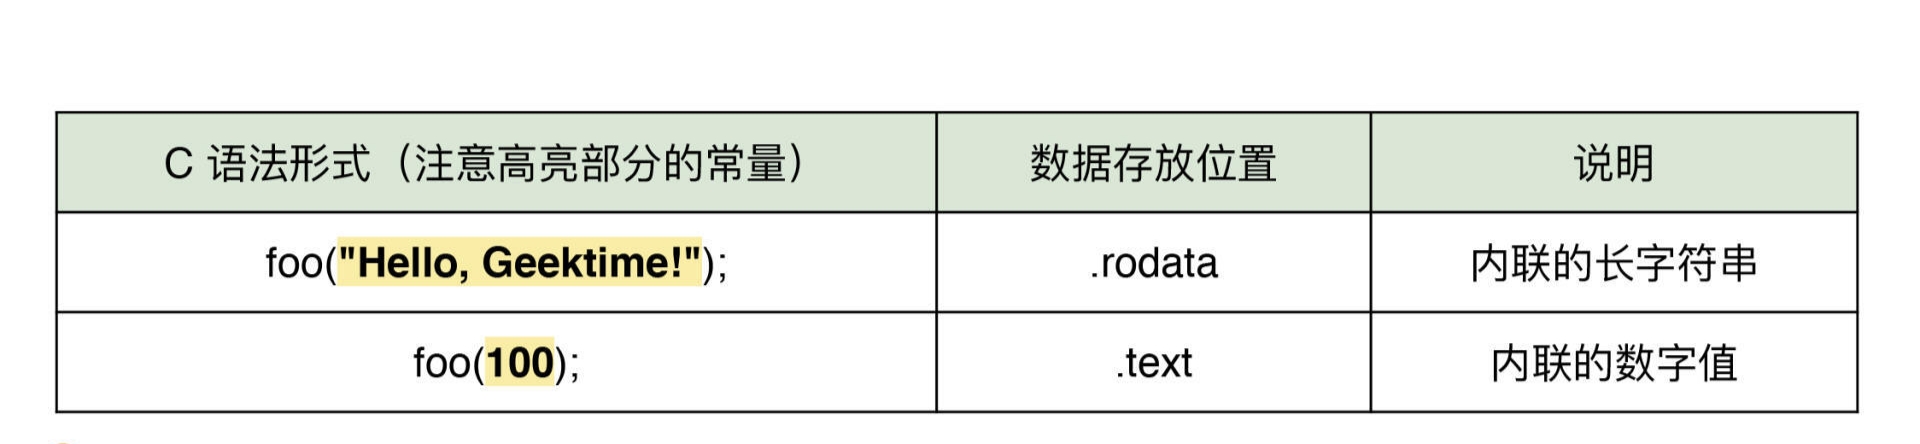 C 语法形式（注意高亮部分的常量） 数据存放位置 说明
foo("Hello, Geektime!"); .rodata 内联的长字符串
foo(100); .text 内联的数字值